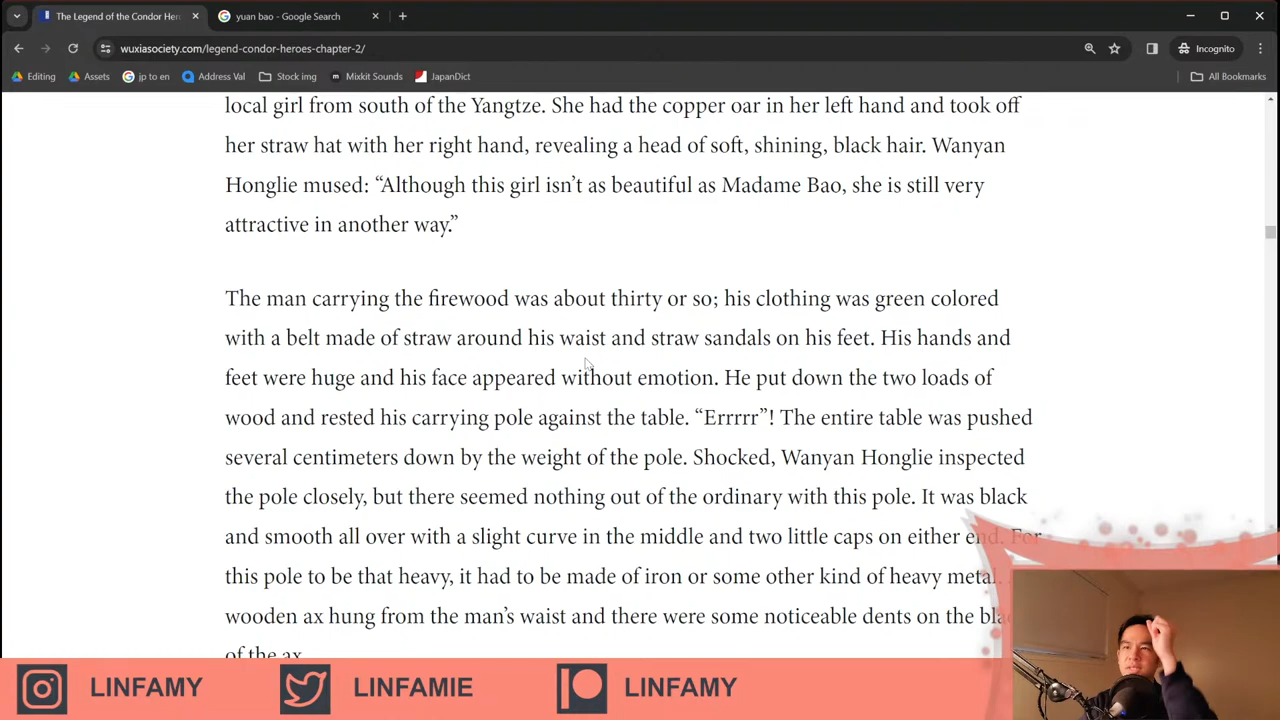 The Legend of the Condor Her
yuan bao - Google Search
wuxiasociety.com/legend-condor-heroes-chapter-2/
Incognito
Editing
Assets
jp to en
Address Val
Stock img
Mixkit Sounds
JapanDict
All Bookmarks
local girl from south of the Yangtze. She had the copper oar in her left hand and took off
her straw hat with her right hand, revealing a head of soft, shining, black hair. Wanyan
Honglie mused: “Although this girl isn’t as beautiful as Madame Bao, she is still very
attractive in another way.”
The man carrying the firewood was about thirty or so; his clothing was green colored
with a belt made of straw around his waist and straw sandals on his feet. His hands and
feet were huge and his face appeared without emotion. He put down the two loads of
wood and rested his carrying pole against the table. “Errrrr”! The entire table was pushed
several centimeters down by the weight of the pole. Shocked, Wanyan Honglie inspected
the pole closely, but there seemed nothing out of the ordinary with this pole. It was black
and smooth all over with a slight curve in the middle and two little caps on either end. For
this pole to be that heavy, it had to be made of iron or some other kind of heavy metal.
wooden ax hung from the man’s waist and there were some noticeable dents on the
of the ax.
LINFAMY
LINFAMIE
LINFAMY